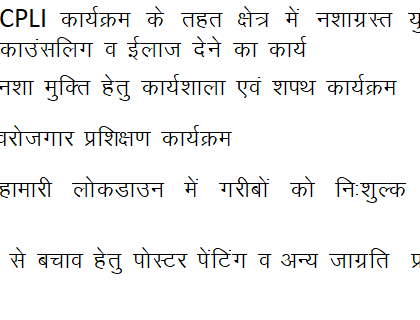 CPLI कार्यक्रम के तहत क्षेत्र में नशाग्रस्त यु
काउंसलिग व ईलाज देने का कार्य
नशा मुक्ति हेतु कार्यशाला एवं शपथ कार्यक्रम
वरोजगार प्रशिक्षण कार्यक्रम
हामारी लोकडाउन में गरीबों को निःशुल्क
से बचाव हेतु पोस्टर पेंटिंग व अन्य जाग्रति प्र